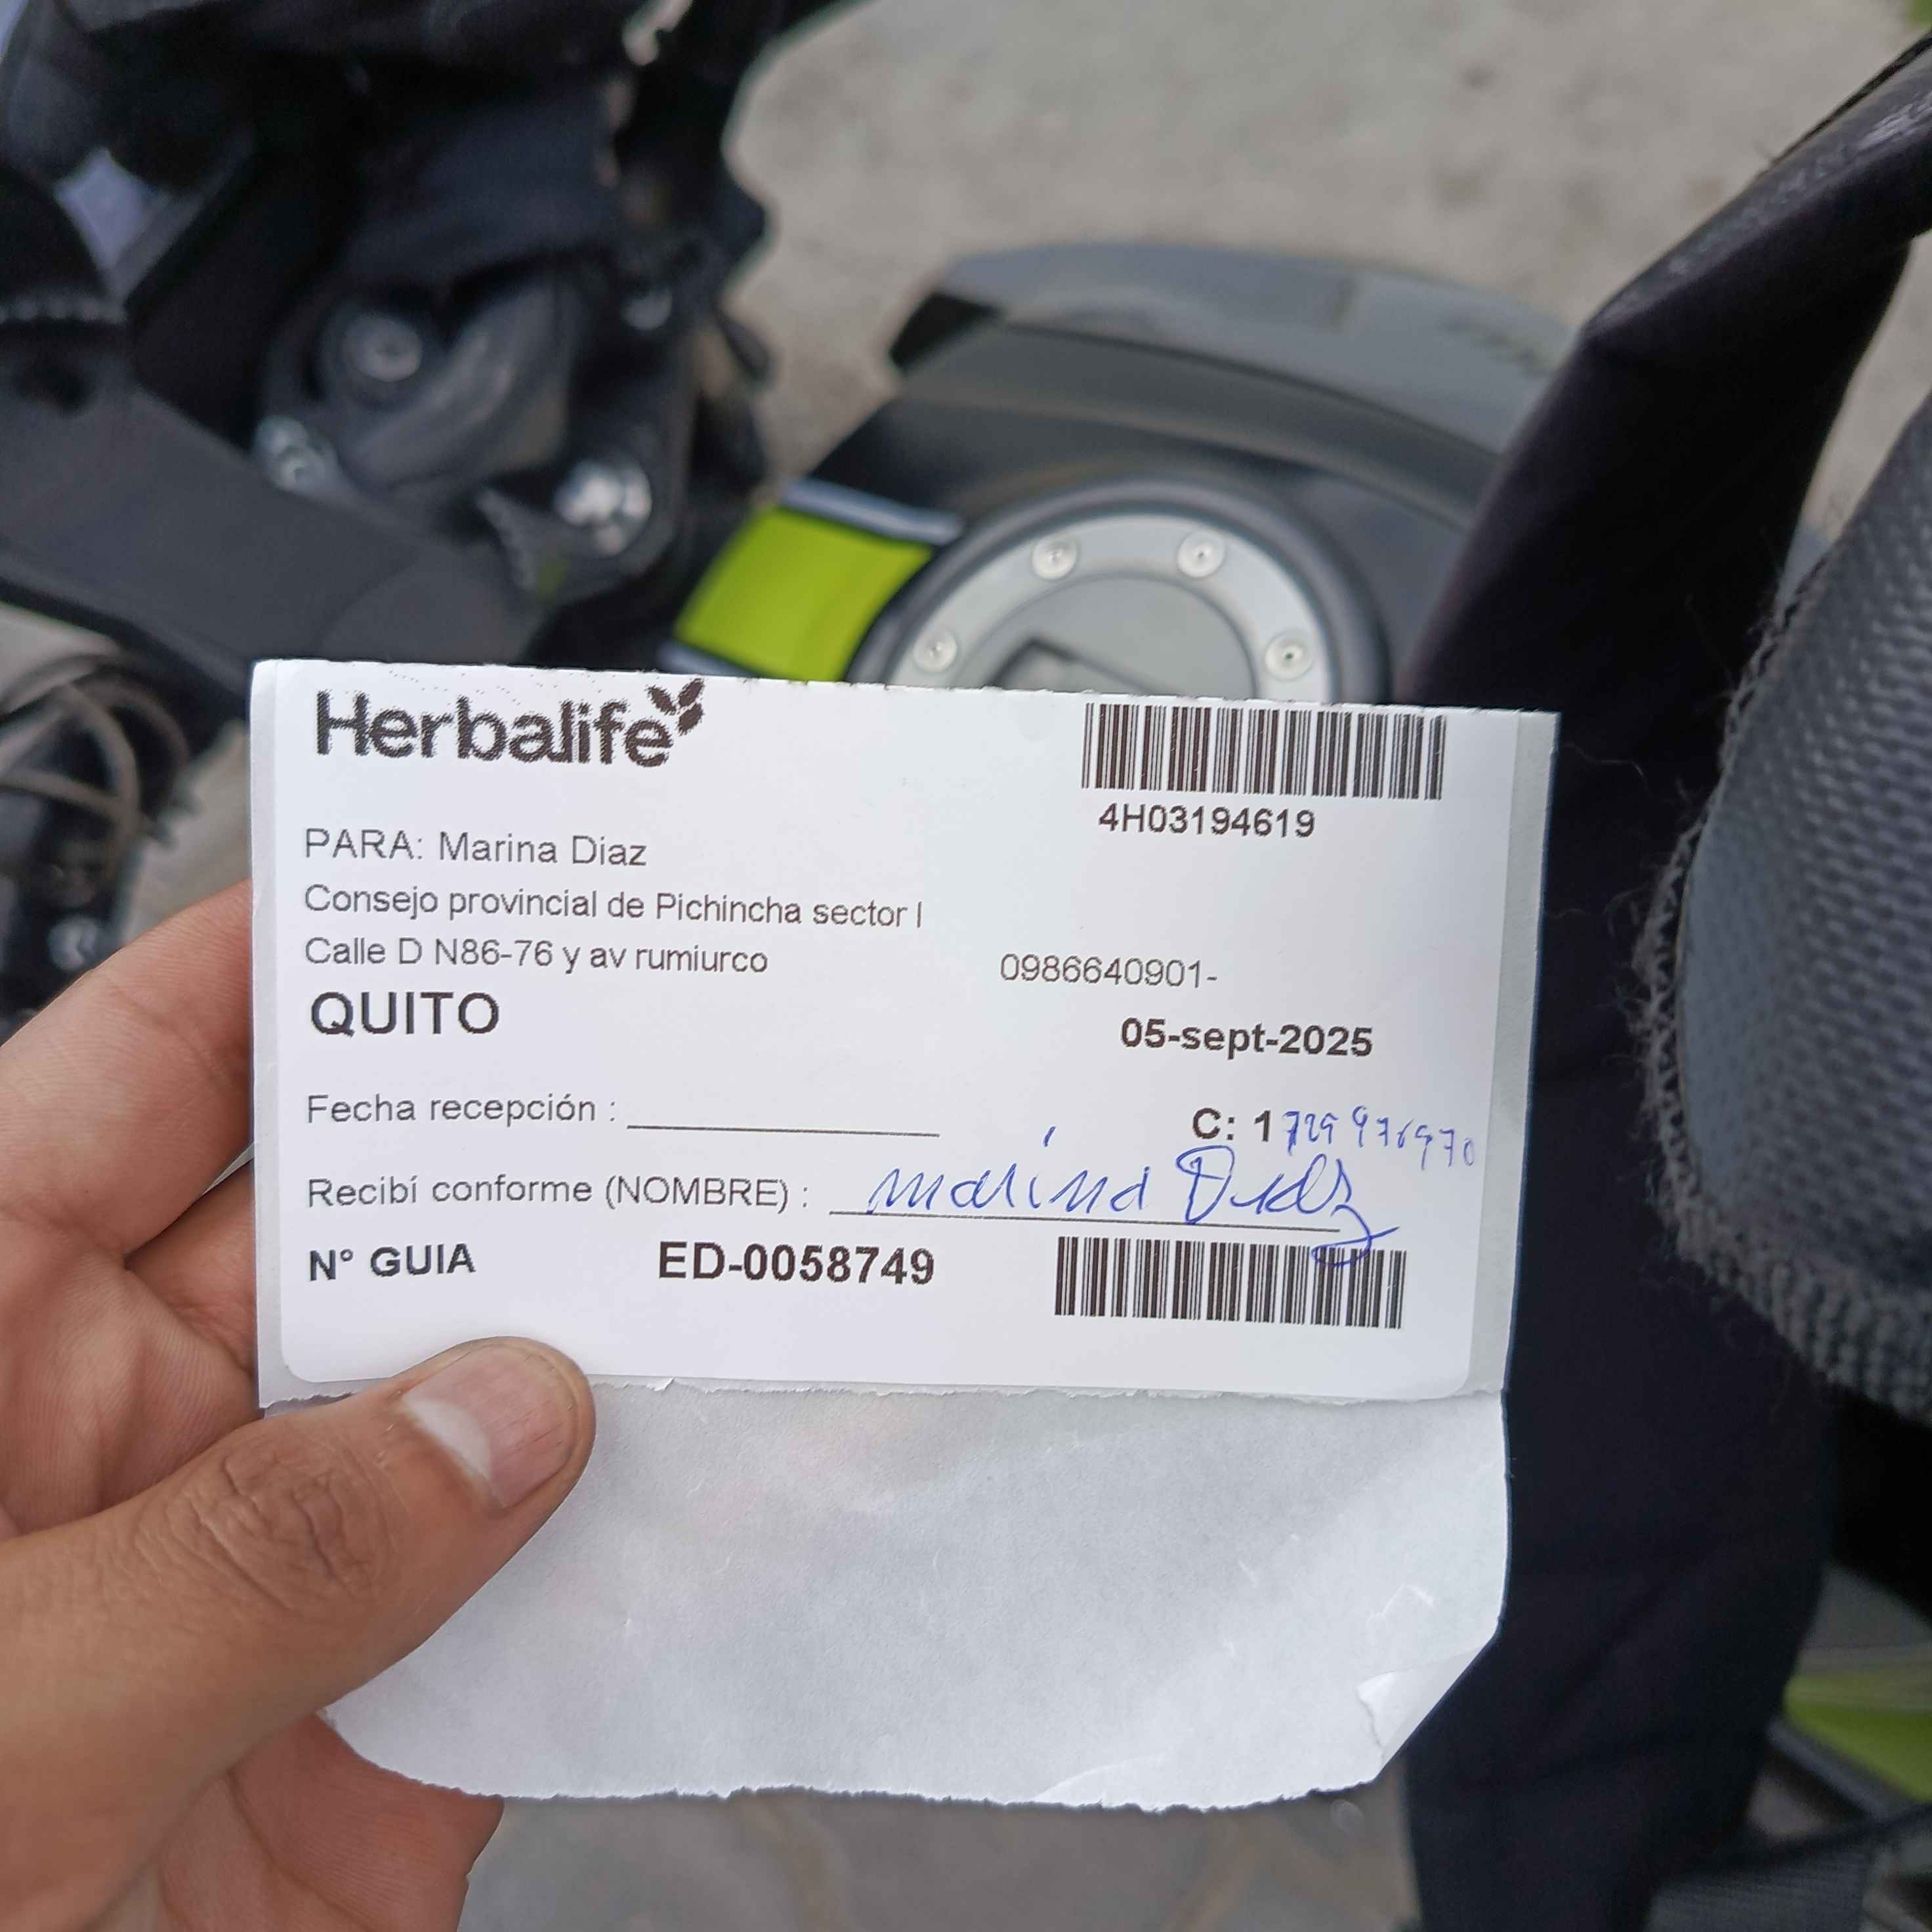 Herbalife
4H03194619
PARA: Marina Diaz
Consejo provincial de Pichincha sector I
Calle D N86-76 y av rumiurco
0986640901-
QUITO
05-sept-2025
Fecha recepción :
C: 1
Recibí conforme (NOMBRE) : Marina Diaz
N° GUIA ED-0058749